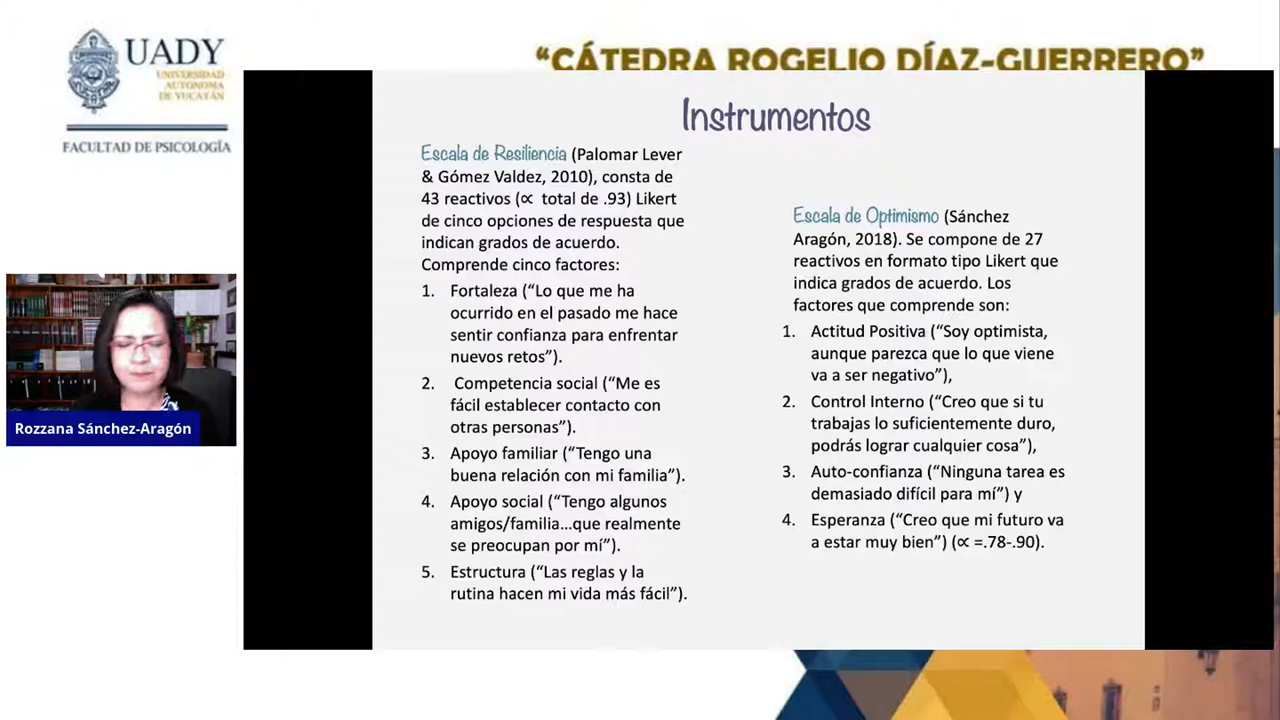 UADY
UNIVERSIDAD
AUTÓNOMA
DE YUCATÁN
FACULTAD DE PSICOLOGÍA
“CÁTEDRA ROGELIO DÍAZ-GUERRERO”
Instrumentos
Escala de Resiliencia (Palomar Lever
& Gómez Valdez, 2010), consta de
43 reactivos (∝ total de .93) Likert
de cinco opciones de respuesta que
indican grados de acuerdo.
Comprende cinco factores:
1. Fortaleza (“Lo que me ha
ocurrido en el pasado me hace
sentir confianza para enfrentar
nuevos retos”).
2. Competencia social (“Me es
fácil establecer contacto con
otras personas”).
3. Apoyo familiar (“Tengo una
buena relación con mi familia”).
4. Apoyo social (“Tengo algunos
amigos/familia...que realmente
se preocupan por mí”).
5. Estructura (“Las reglas y la
rutina hacen mi vida más fácil”).
Escala de Optimismo (Sánchez
Aragón, 2018). Se compone de 27
reactivos en formato tipo Likert que
indica grados de acuerdo. Los
factores que comprende son:
1. Actitud Positiva (“Soy optimista,
aunque parezca que lo que viene
va a ser negativo”),
2. Control Interno (“Creo que si tu
trabajas lo suficientemente duro,
podrás lograr cualquier cosa”),
3. Auto-confianza (“Ninguna tarea es
demasiado difícil para mí”) y
4. Esperanza (“Creo que mi futuro va
a estar muy bien”) (∝ =.78-.90).
Rozzana Sánchez-Aragón